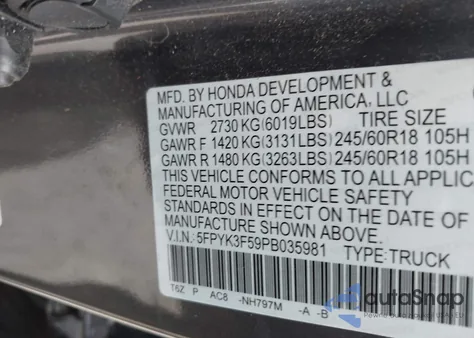 MFD. BY HONDA DEVELOPMENT &
MANUFACTURING OF AMERICA, LLC
GVWR 2730 KG(6019LBS) TIRE SIZE
GAWR F 1420 KG(3131LBS) 245/60R18 105H
GAWR R 1480 KG(3263LBS) 245/60R18 105H
THIS VEHICLE CONFORMS TO ALL APPLIC
FEDERAL MOTOR VEHICLE SAFETY
STANDARDS IN EFFECT ON THE DATE OF
MANUFACTURE SHOWN ABOVE.
V.I.N.: 5FPYK3F59PB035981 TYPE:TRUCK
T6Z P AC8 -NH797M -A -B
autoSnap